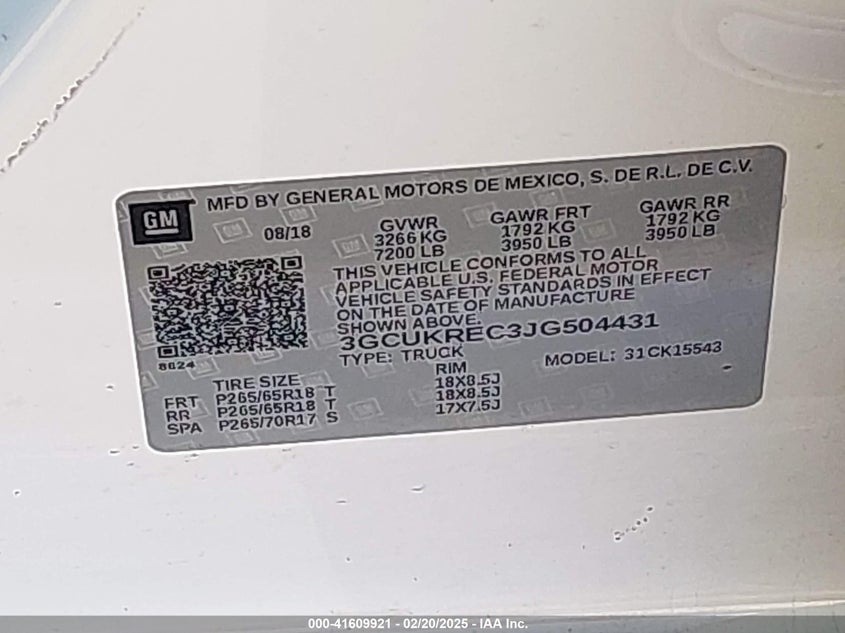 MFD BY GENERAL MOTORS DE MEXICO, S. DE R.L. DE C.V.
GM
08/18
GVWR
3266 KG
7200 LB
GAWR FRT
1792 KG
3950 LB
GAWR RR
1792 KG
3950 LB
THIS VEHICLE CONFORMS TO ALL
APPLICABLE U.S. FEDERAL MOTOR
VEHICLE SAFETY STANDARDS IN EFFECT
ON THE DATE OF MANUFACTURE
SHOWN ABOVE.
3GCUKREC3JG504431
TYPE: TRUCK
MODEL: 31CK15543
8624
TIRE SIZE
RIM
FRT P265/65R18 T 18X8.5J
RR P265/65R18 T 18X8.5J
SPA P265/70R17 S 17X7.5J
000-41609921 - 02/20/2025 - IAA Inc.